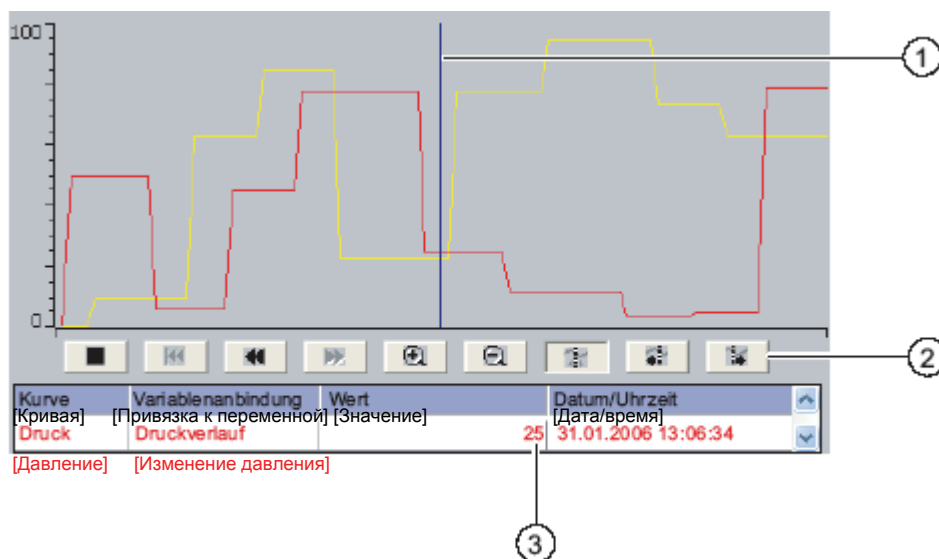 100
1
0
2
Kurve Variablenanbindung Wert Datum/Uhrzeit
[Кривая] [Привязка к переменной] [Значение] [Дата/время]
Druck Druckverlauf 25 31.01.2006 13:06:34
[Давление] [Изменение давления]
3